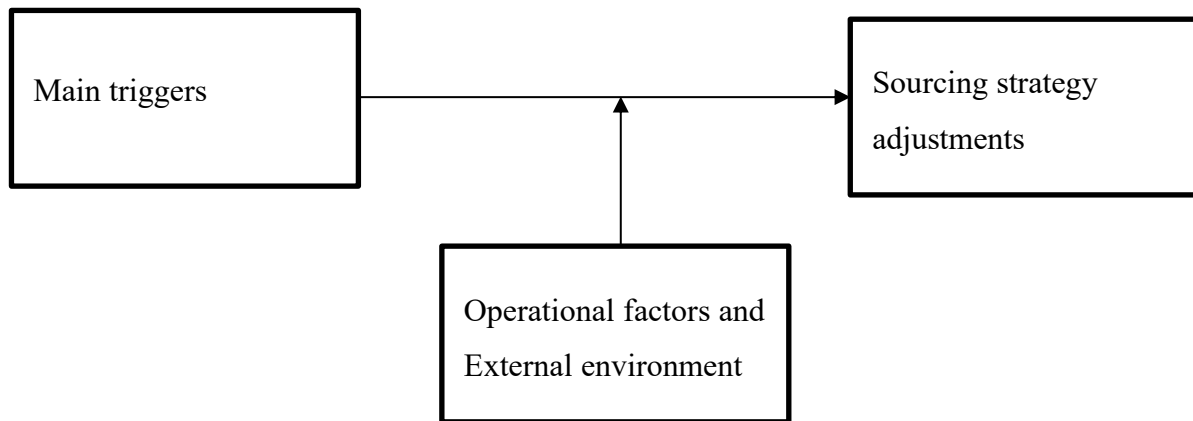 Main triggers
Sourcing strategy
adjustments
Operational factors and
External environment